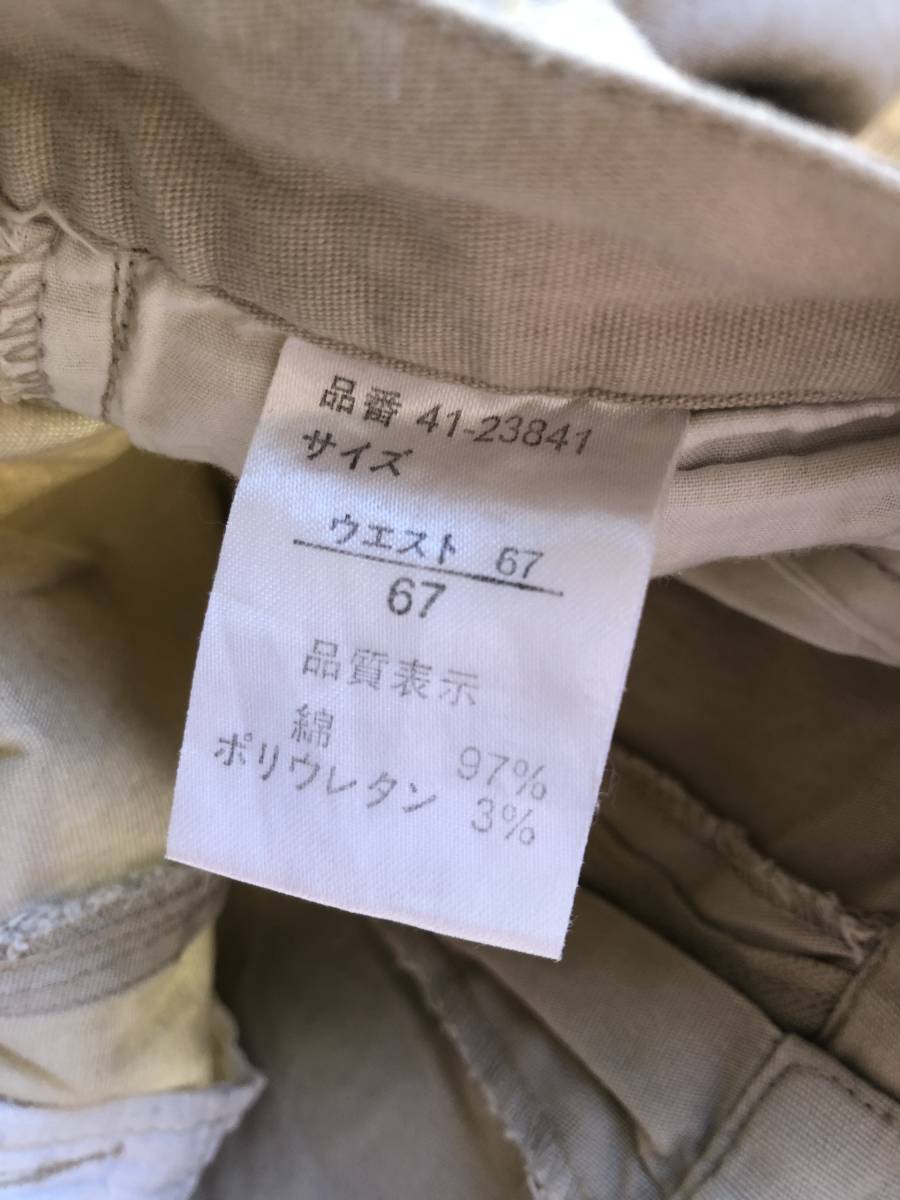 品番 41-23841
サイズ
ウエスト 67
67
品質表示
綿 97%
ポリウレタン 3%